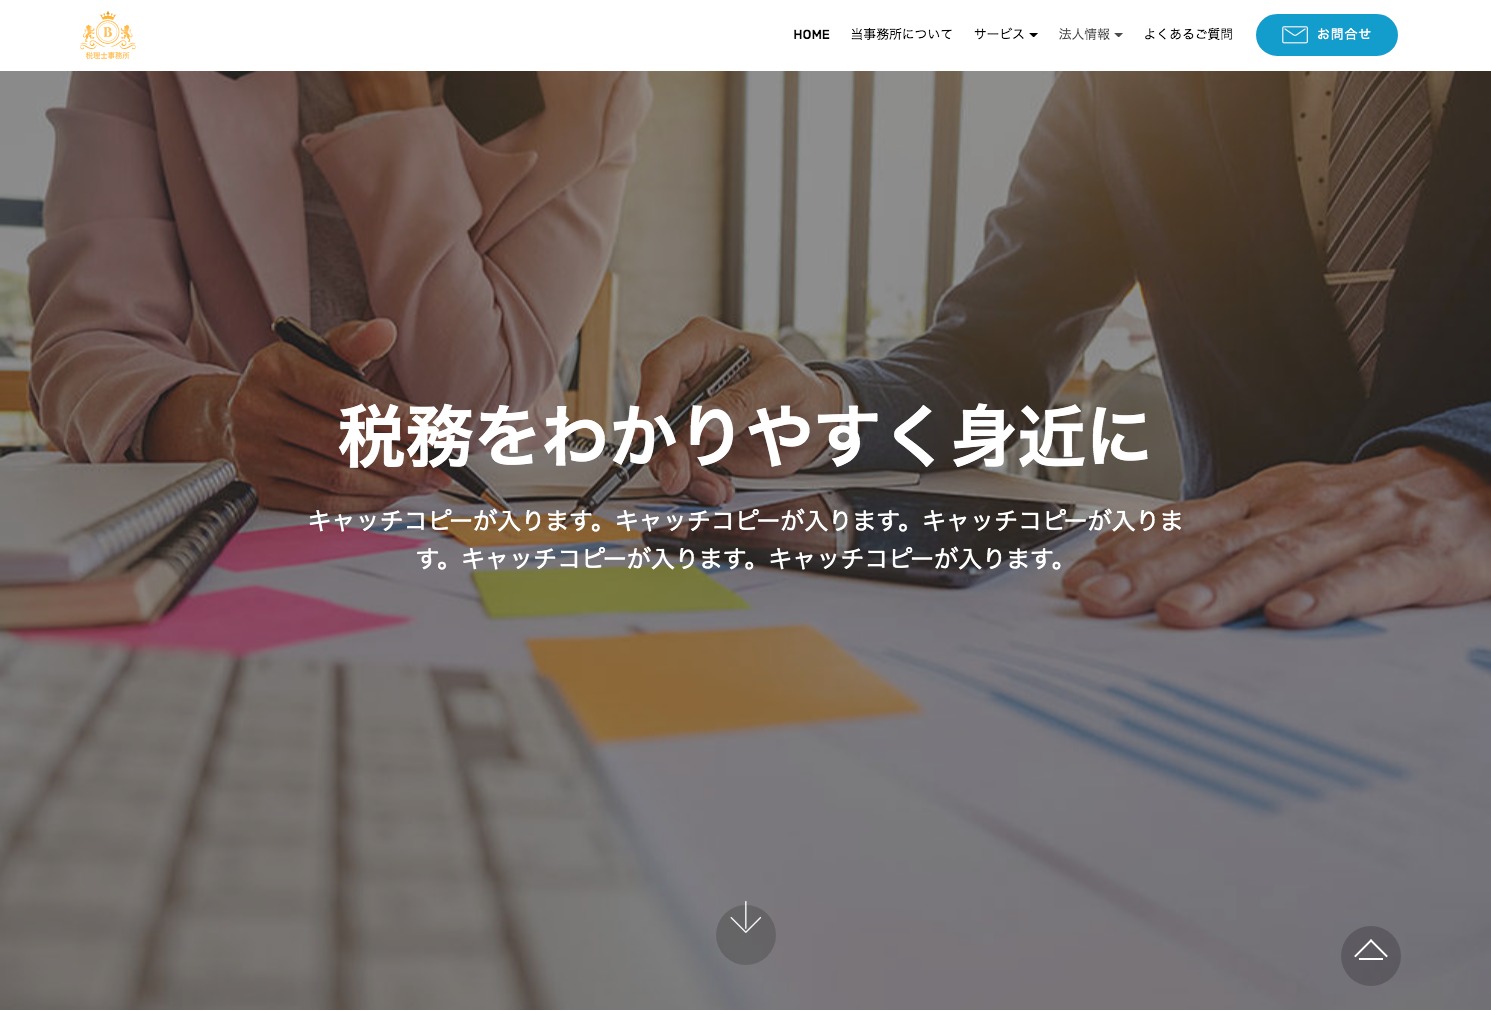 B
税理士事務所
HOME
当事務所について
サービス
法人情報
よくあるご質問
お問合せ
税務をわかりやすく身近に
キャッチコピーが入ります。キャッチコピーが入ります。キャッチコピーが入りま
す。キャッチコピーが入ります。キャッチコピーが入ります。